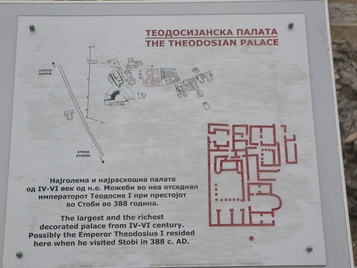 ТЕОДОСИЈАНСКА ПАЛАТА
THE THEODOSIAN PALACE
АТИНА
ATHENS
Најголема и најраскошна палата
од IV-VI век од н.е. Можеби во неа отседнал
императорот Теодосие I при престојот
во Стоби во 388 година.
The largest and the richest
decorated palace from IV-VI century.
Possibly the Emperor Theodosius I resided
here when he visited Stobi in 388 c. AD.